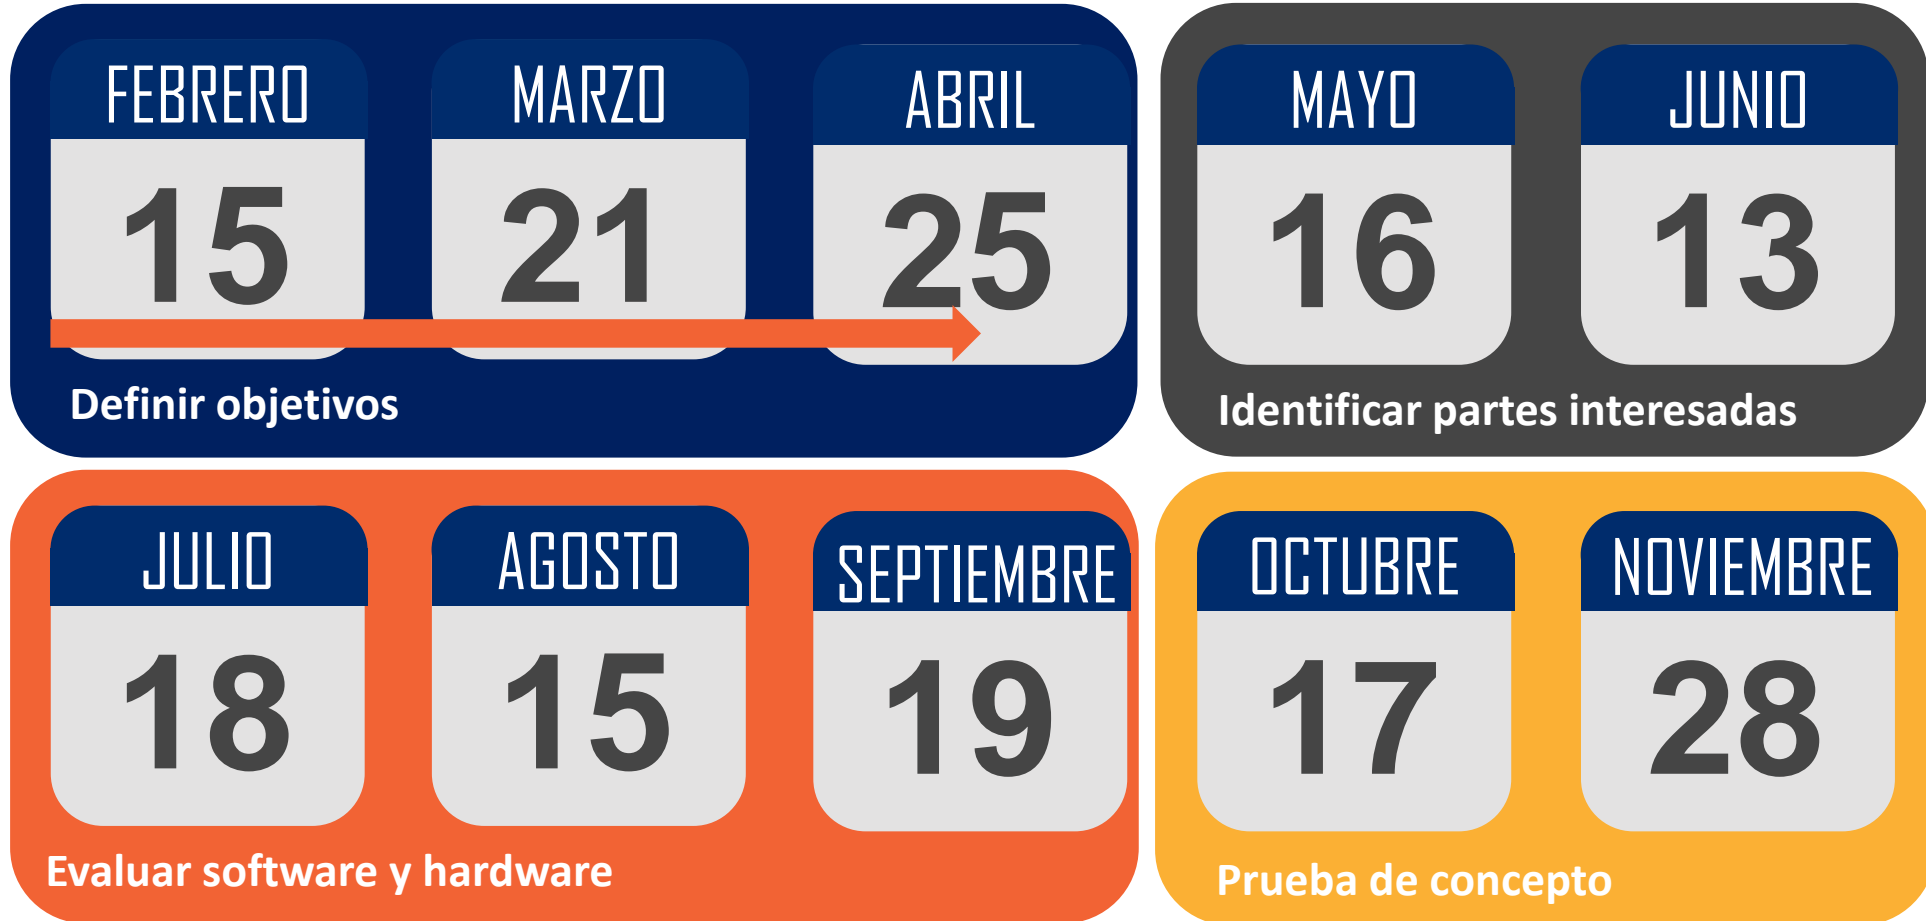 FEBRERO
15
MARZO
21
ABRIL
25
Definir objetivos
MAYO
16
JUNIO
13
Identificar partes interesadas
JULIO
18
AGOSTO
15
SEPTIEMBRE
19
Evaluar software y hardware
OCTUBRE
17
NOVIEMBRE
28
Prueba de concepto